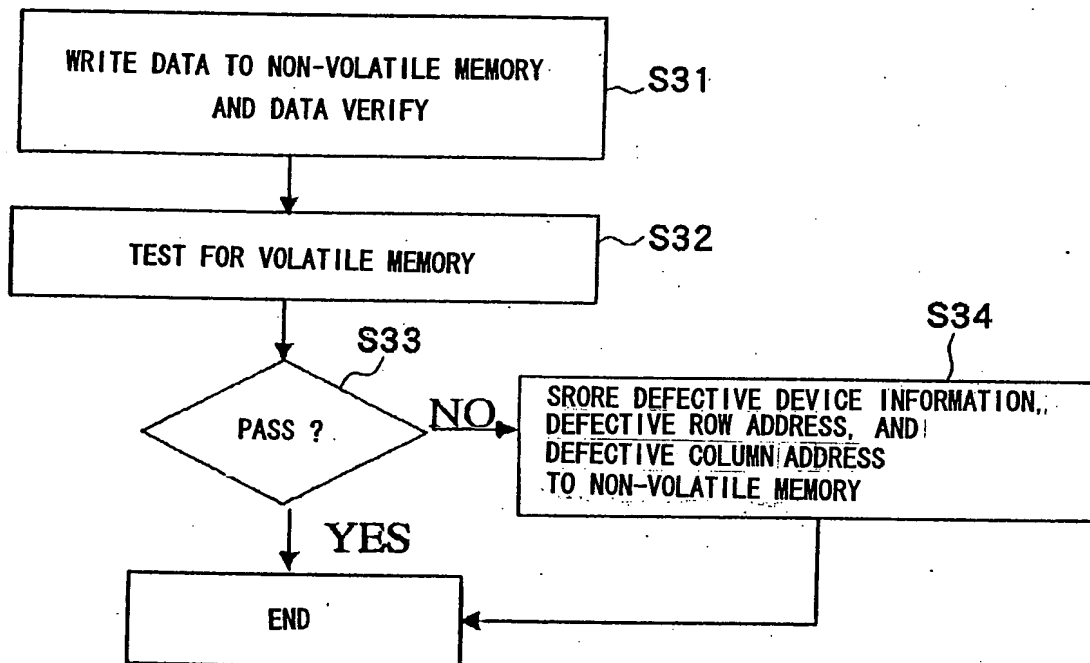 WRITE DATA TO NON-VOLATILE MEMORY
AND DATA VERIFY
S31
TEST FOR VOLATILE MEMORY
S32
S33
PASS ?
NO
YES
S34
SRORE DEFECTIVE DEVICE INFORMATION,
DEFECTIVE ROW ADDRESS, AND
DEFECTIVE COLUMN ADDRESS
TO NON-VOLATILE MEMORY
END